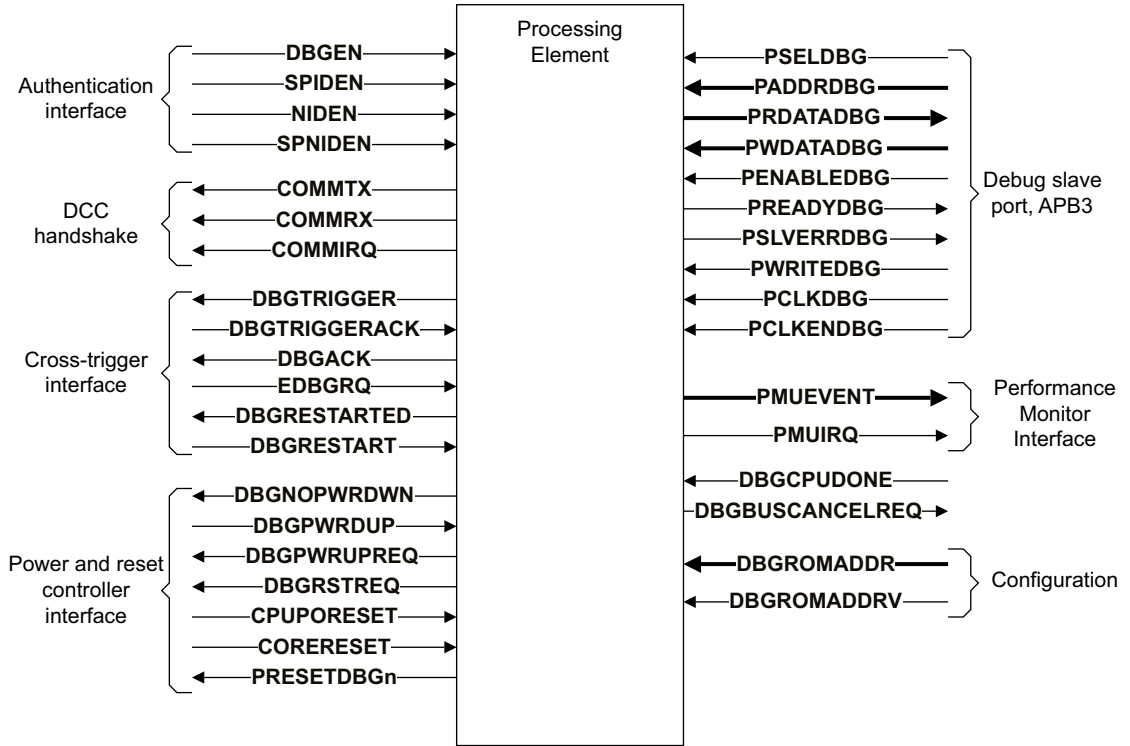 Processing
Element
Authentication
interface
DBGEN
SPIDEN
NIDEN
SPNIDEN
DCC
handshake
COMMTX
COMMRX
COMMIRQ
Cross-trigger
interface
DBGTRIGGER
DBGTRIGGERACK
DBGACK
EDBGRQ
DBGRESTARTED
DBGRESTART
Power and reset
controller
interface
DBGNOPWRDWN
DBGPWRDUP
DBGPWRUPREQ
DBGRSTREQ
CPUPORESET
CORERESET
PRESETDBGn
PSELDBG
PADDRDBG
PRDATADBG
PWDATADBG
PENABLEDBG
PREADYDBG
PSLVERRDBG
PWRITEDBG
PCLKDBG
PCLKENDBG
Debug slave
port, APB3
PMUEVENT
PMUIRQ
Performance
Monitor
Interface
DBGCPUDONE
DBGBUSCANCELREQ
DBGROMADDR
DBGROMADDRV
Configuration